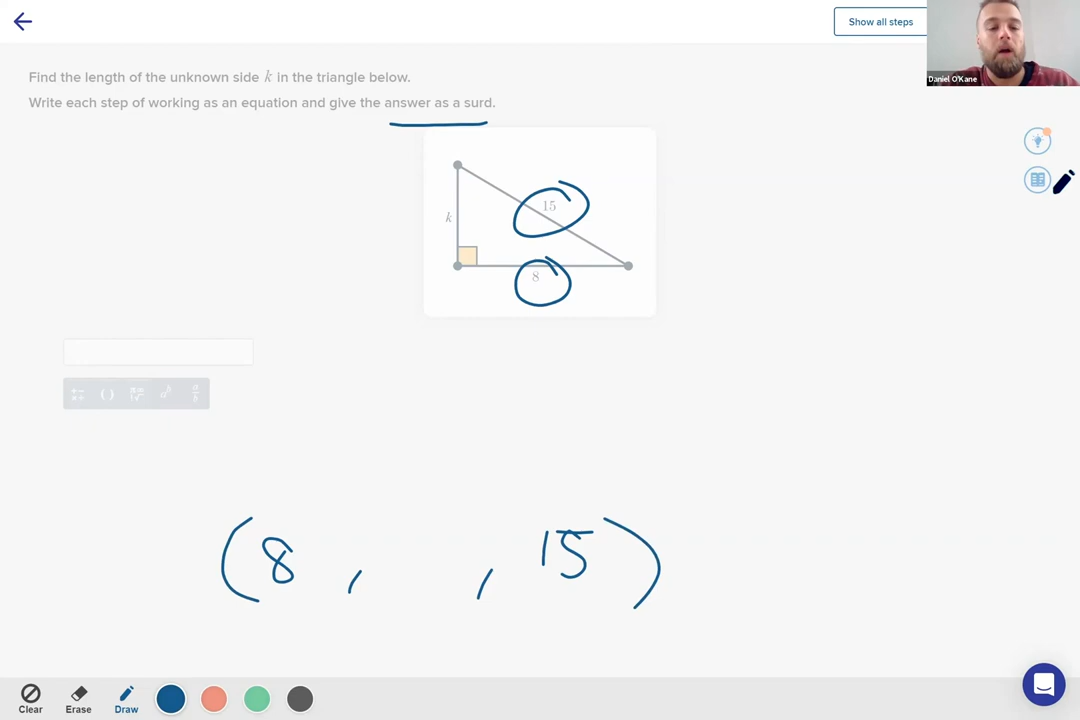 Show all steps
Daniel O'Kane
Find the length of the unknown side k in the triangle below.
Write each step of working as an equation and give the answer as a surd.
15
k
8
( )
a^b
a/b
(8, , 15)
Clear
Erase
Draw